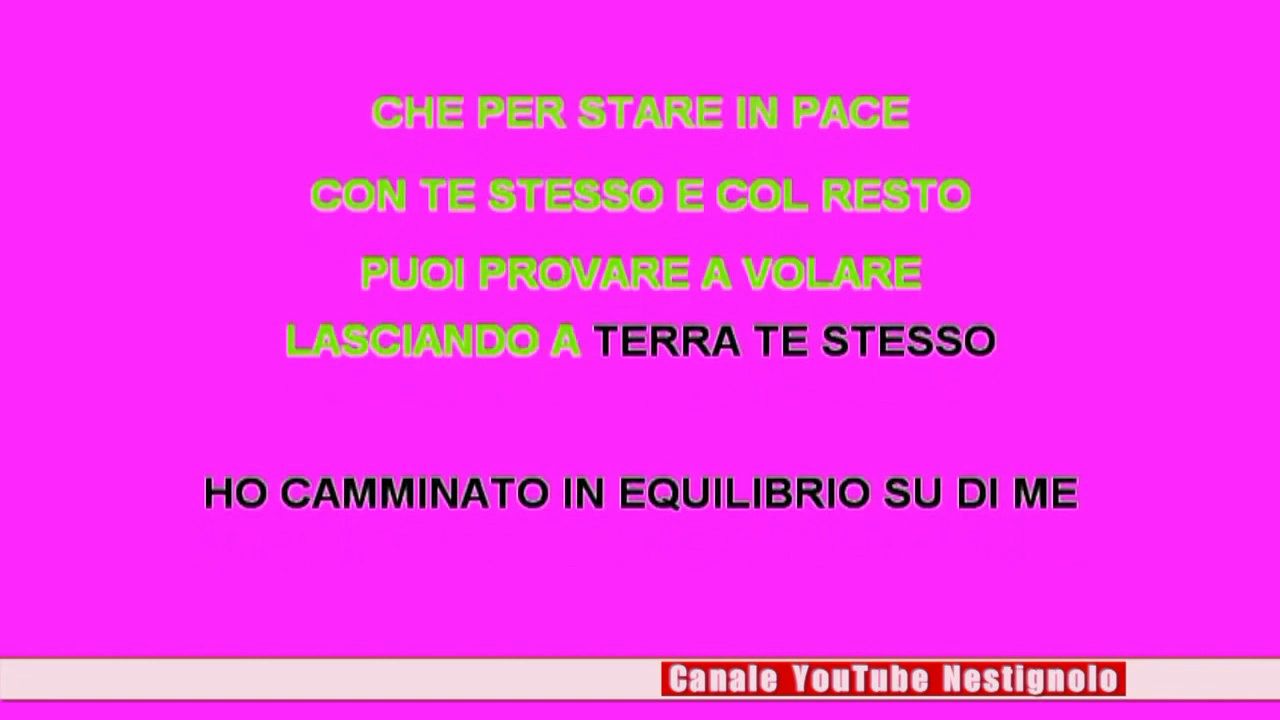 CHE PER STARE IN PACE
CON TE STESSO E COL RESTO
PUOI PROVARE A VOLARE
LASCIANDO A TERRA TE STESSO
HO CAMMINATO IN EQUILIBRIO SU DI ME
Canale YouTube Nestignolo